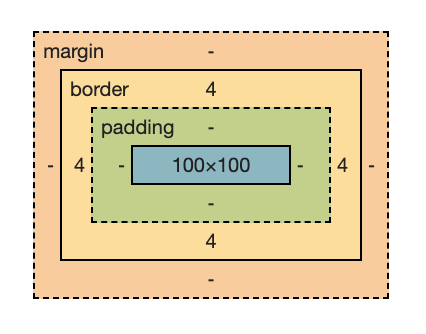 margin -
border 4
padding -
- 4 - 100×100 - 4 -
-
4
-